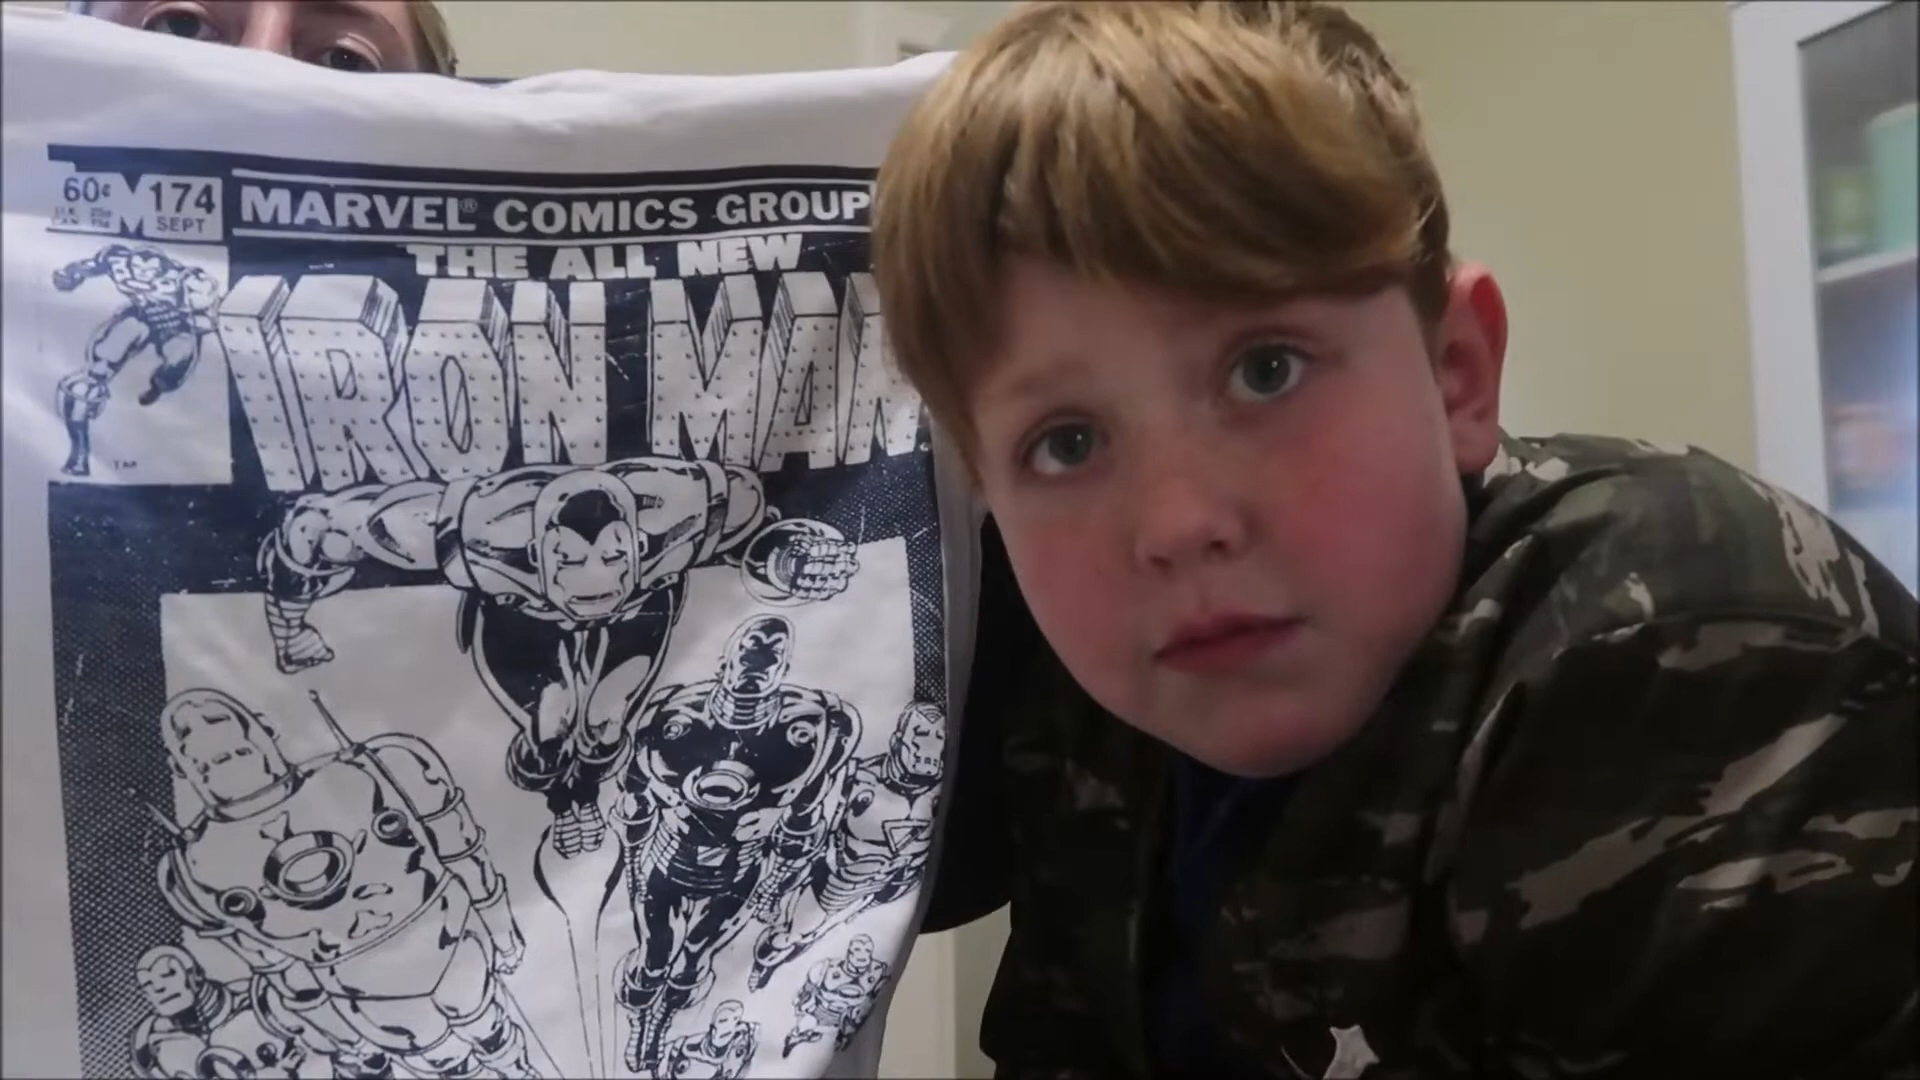 60¢ M 174
SEPT
MARVEL® COMICS GROUP
THE ALL NEW
IRON MAN
TM